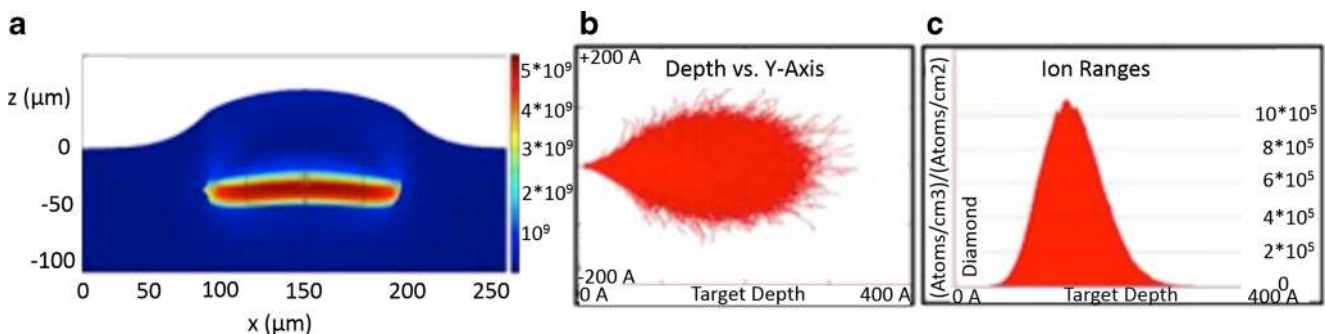 a
z (µm)
0
-50
-100
0 50 100 150 200 250
x (µm)
5*10⁹
4*10⁹
3*10⁹
2*10⁹
10⁹
b
+200 A
Depth vs. Y-Axis
-200 A
0 A Target Depth 400 A
c
Ion Ranges
(Atoms/cm3)/(Atoms/cm2)
Diamond
10*10⁵
8*10⁵
6*10⁵
4*10⁵
2*10⁵
0
0 A Target Depth 400 A